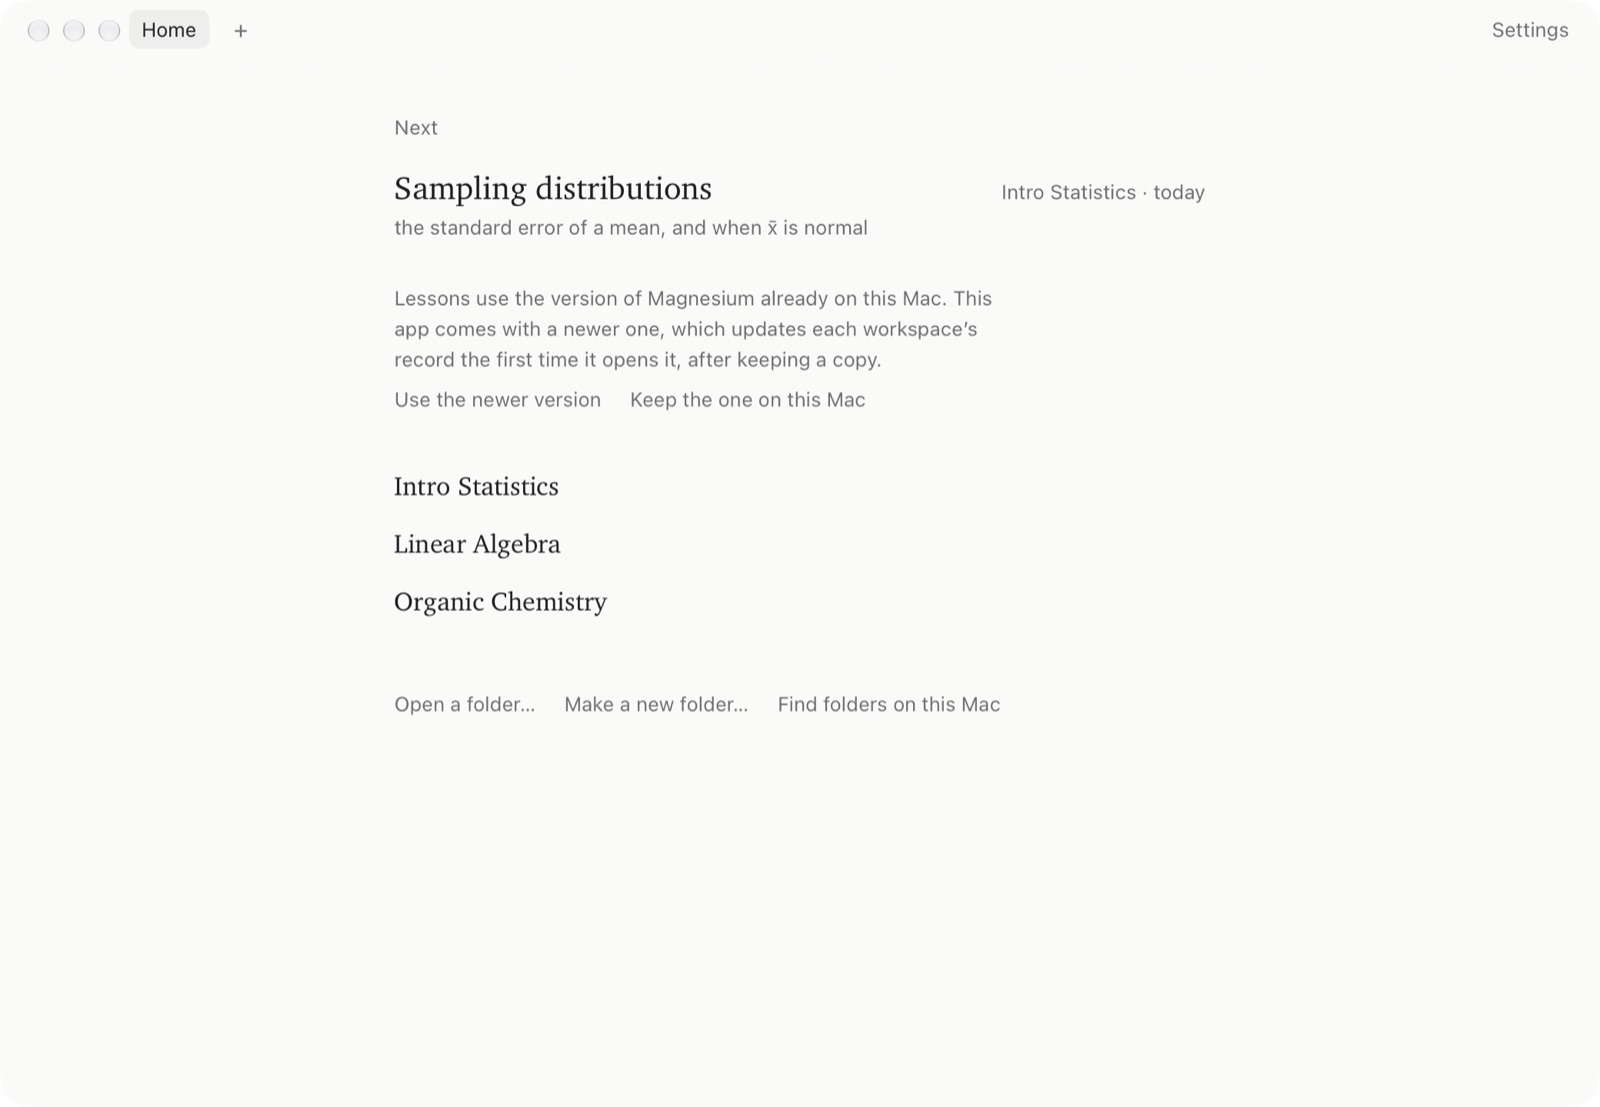 Home + Settings
Next
Sampling distributions
Intro Statistics · today
the standard error of a mean, and when x̄ is normal
Lessons use the version of Magnesium already on this Mac. This
app comes with a newer one, which updates each workspace’s
record the first time it opens it, after keeping a copy.
Use the newer version Keep the one on this Mac
Intro Statistics
Linear Algebra
Organic Chemistry
Open a folder... Make a new folder... Find folders on this Mac